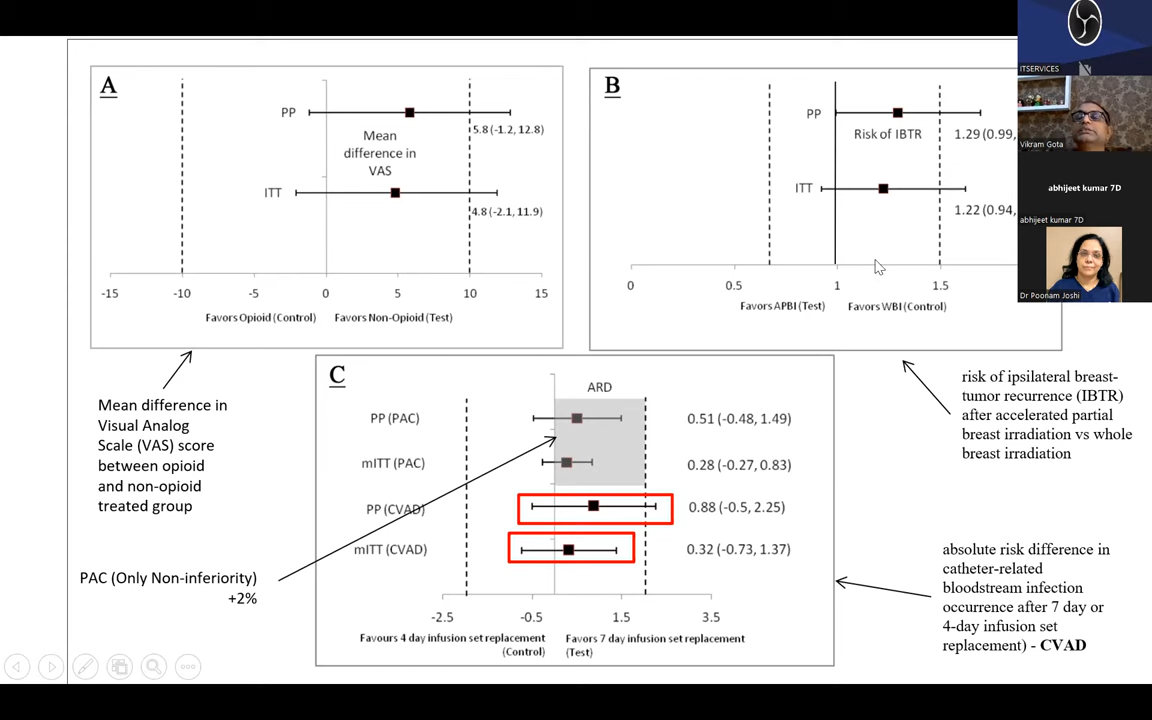 A
PP
Mean
difference in
VAS
5.8 (-1.2, 12.8)
ITT
4.8 (-2.1, 11.9)
-15
-10
-5
0
5
10
15
Favors Opioid (Control)
Favors Non-Opioid (Test)
B
PP
Risk of IBTR
1.29 (0.99,
ITT
1.22 (0.94,
0
0.5
1
1.5
Favors APBI (Test)
Favors WBI (Control)
ITSERVICES
Vikram Gota
abhijeet kumar 7D
abhijeet kumar 7D
Dr Poonam Joshi
Mean difference in
Visual Analog
Scale (VAS) score
between opioid
and non-opioid
treated group
C
ARD
PP (PAC)
0.51 (-0.48, 1.49)
mITT (PAC)
0.28 (-0.27, 0.83)
PP (CVAD)
0.88 (-0.5, 2.25)
mITT (CVAD)
0.32 (-0.73, 1.37)
-2.5
-0.5
1.5
3.5
Favours 4 day infusion set replacement
(Control)
Favors 7 day infusion set replacement
(Test)
PAC (Only Non-inferiority)
+2%
risk of ipsilateral breast-
tumor recurrence (IBTR)
after accelerated partial
breast irradiation vs whole
breast irradiation
absolute risk difference in
catheter-related
bloodstream infection
occurrence after 7 day or
4-day infusion set
replacement) - CVAD